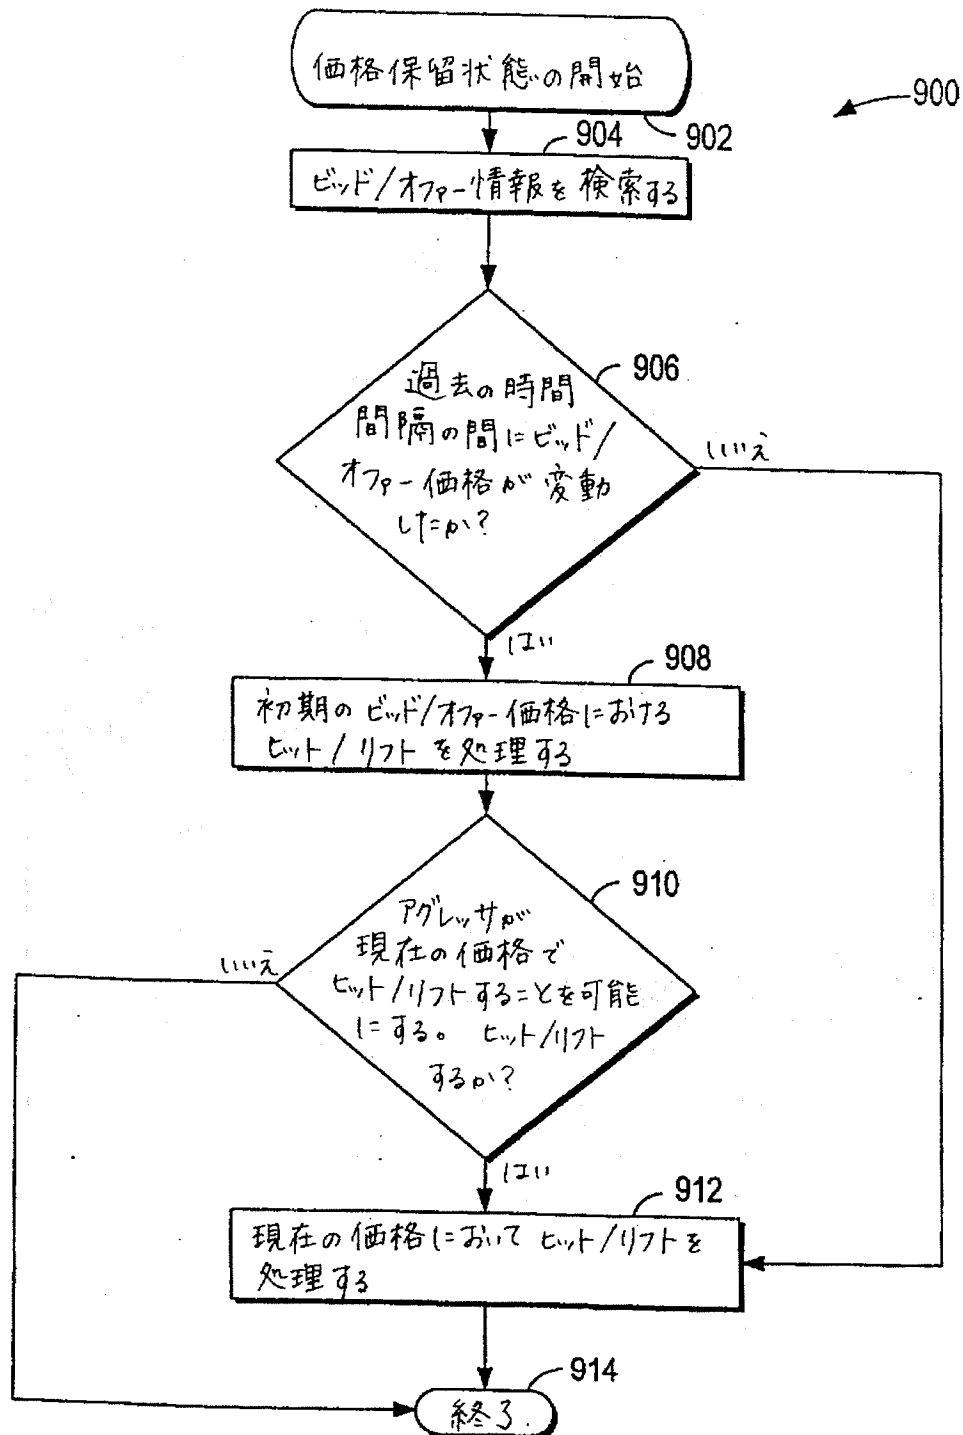 価格保留状態の開始
900
902
904
ビッド/オファー情報を検索する
906
過去の時間
間隔の間にビッド/
オファー価格が変動
したか?
いいえ
はい
908
初期のビッド/オファー価格における
ヒット/リフトを処理する
910
アグレッサが
現在の価格で
ヒット/リフトすることを可能
にする。 ヒット/リフト
するか?
いいえ
はい
912
現在の価格においてヒット/リフトを
処理する
914
終了